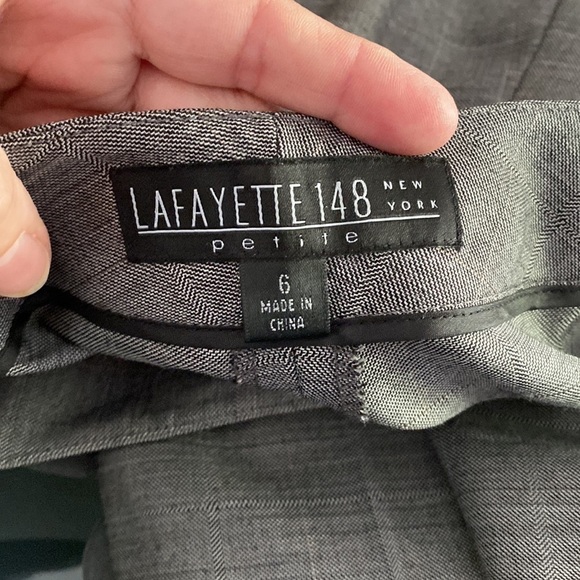 LAFAYETTE 148 NEW YORK
petite
6
MADE IN
CHINA